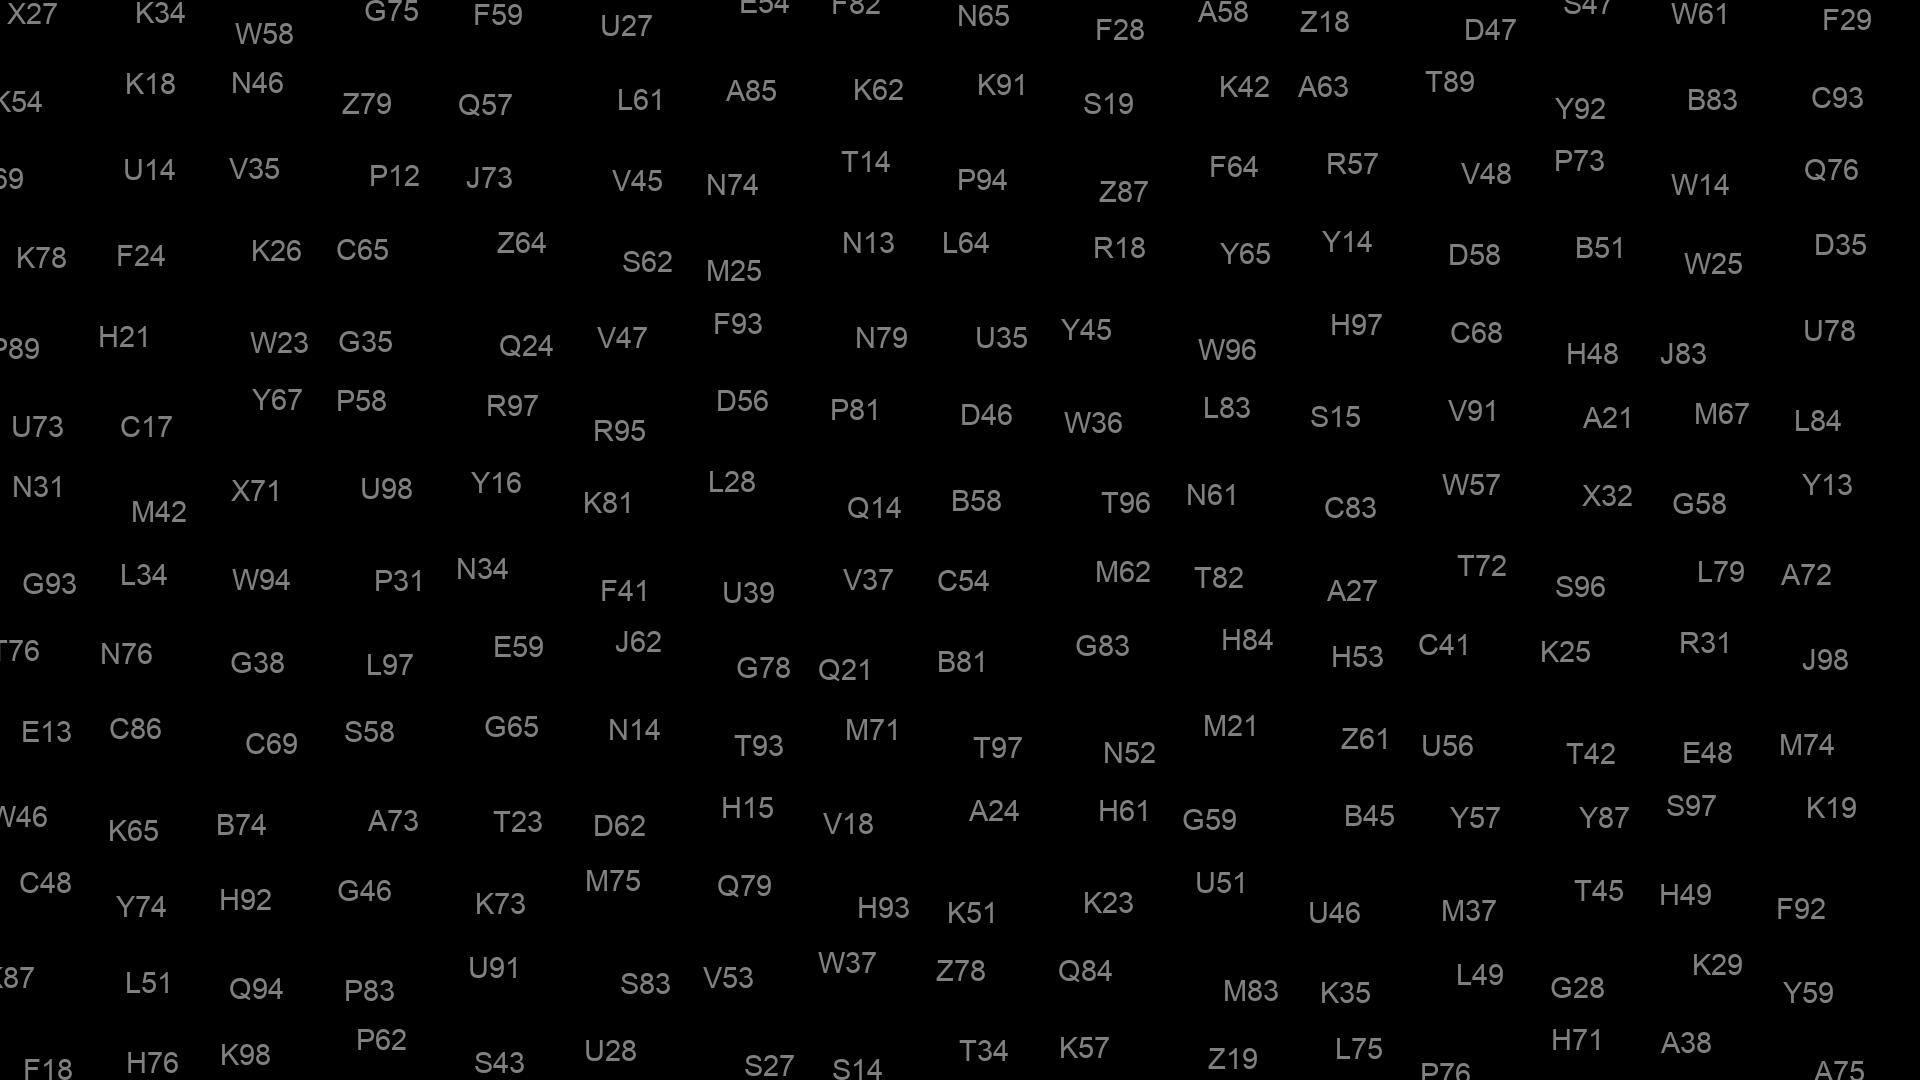 X27 K34 W58 G75 F59 U27 E54 F82 N65 F28 A58 Z18 D47 S47 W61 F29
K54 K18 N46 Z79 Q57 L61 A85 K62 K91 S19 K42 A63 T89 Y92 B83 C93
69 U14 V35 P12 J73 V45 N74 T14 P94 Z87 F64 R57 V48 P73 W14 Q76
K78 F24 K26 C65 Z64 S62 M25 N13 L64 R18 Y65 Y14 D58 B51 W25 D35
P89 H21 W23 G35 Q24 V47 F93 N79 U35 Y45 W96 H97 C68 H48 J83 U78
U73 C17 Y67 P58 R97 R95 D56 P81 D46 W36 L83 S15 V91 A21 M67 L84
N31 M42 X71 U98 Y16 K81 L28 Q14 B58 T96 N61 C83 W57 X32 G58 Y13
G93 L34 W94 P31 N34 F41 U39 V37 C54 M62 T82 A27 T72 S96 L79 A72
T76 N76 G38 L97 E59 J62 G78 Q21 B81 G83 H84 H53 C41 K25 R31 J98
E13 C86 C69 S58 G65 N14 T93 M71 T97 N52 M21 Z61 U56 T42 E48 M74
W46 K65 B74 A73 T23 D62 H15 V18 A24 H61 G59 B45 Y57 Y87 S97 K19
C48 Y74 H92 G46 K73 M75 Q79 H93 K51 K23 U51 U46 M37 T45 H49 F92
87 L51 Q94 P83 U91 S83 V53 W37 Z78 Q84 M83 K35 L49 G28 K29 Y59
F18 H76 K98 P62 S43 U28 S27 S14 T34 K57 Z19 L75 P76 H71 A38 A75